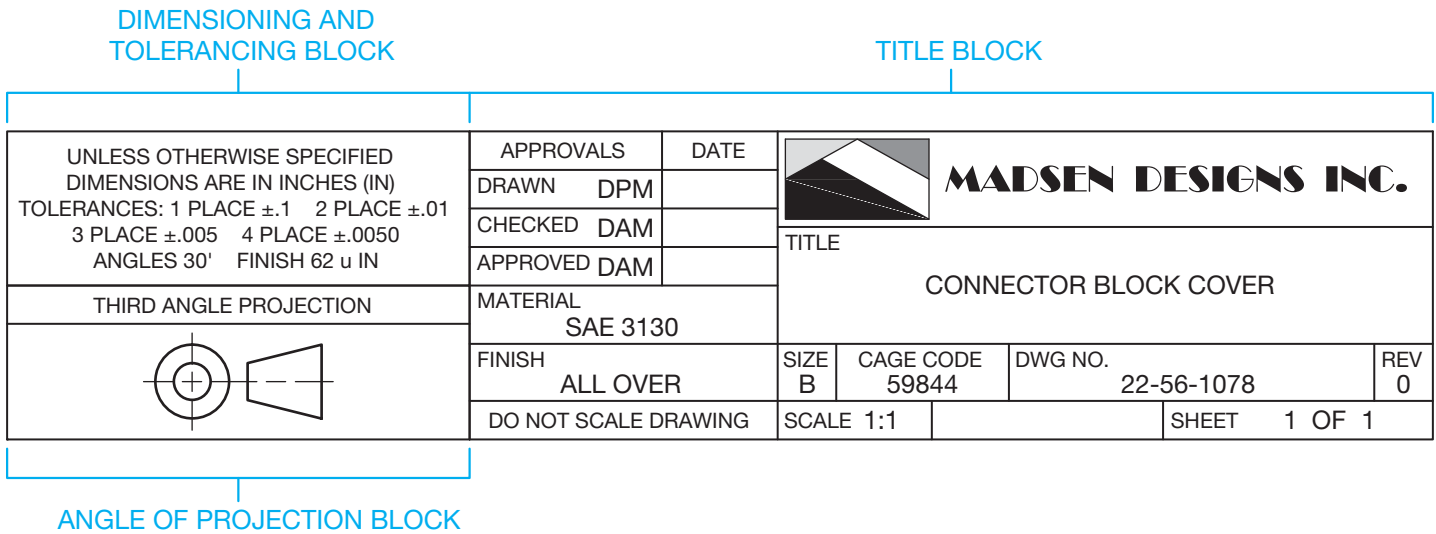 DIMENSIONING AND
TOLERANCING BLOCK
TITLE BLOCK
UNLESS OTHERWISE SPECIFIED
DIMENSIONS ARE IN INCHES (IN)
TOLERANCES: 1 PLACE ±.1 2 PLACE ±.01
3 PLACE ±.005 4 PLACE ±.0050
ANGLES 30' FINISH 62 u IN
THIRD ANGLE PROJECTION
APPROVALS DATE
DRAWN DPM
CHECKED DAM
APPROVED DAM
MATERIAL
SAE 3130
FINISH
ALL OVER
DO NOT SCALE DRAWING
MADSEN DESIGNS INC.
TITLE
CONNECTOR BLOCK COVER
SIZE CAGE CODE DWG NO. REV
B 59844 22-56-1078 0
SCALE 1:1 SHEET 1 OF 1
ANGLE OF PROJECTION BLOCK